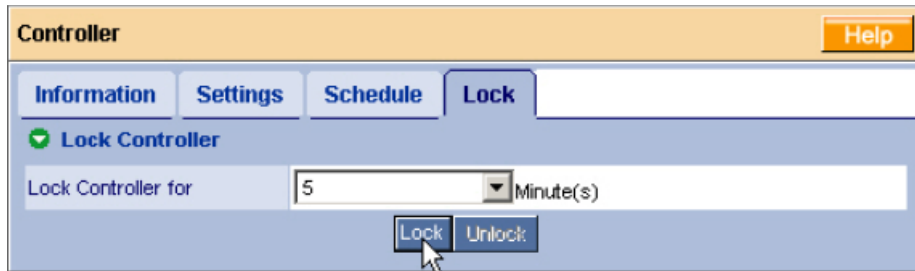 Controller Help
Information Settings Schedule Lock
Lock Controller
Lock Controller for 5 Minute(s)
Lock Unlock